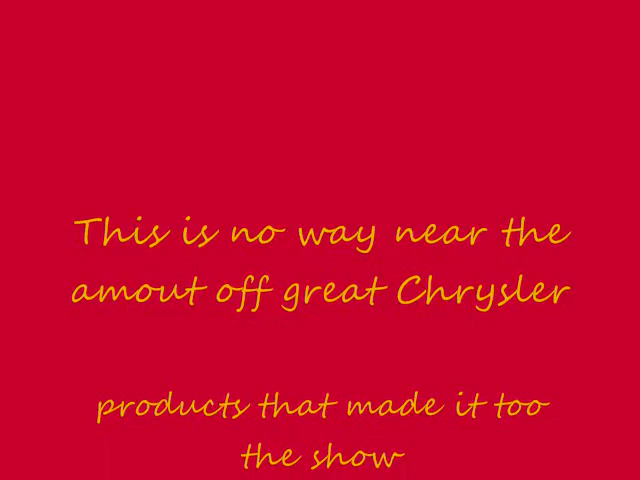 This is no way near the
amout off great Chrysler
products that made it too
the show